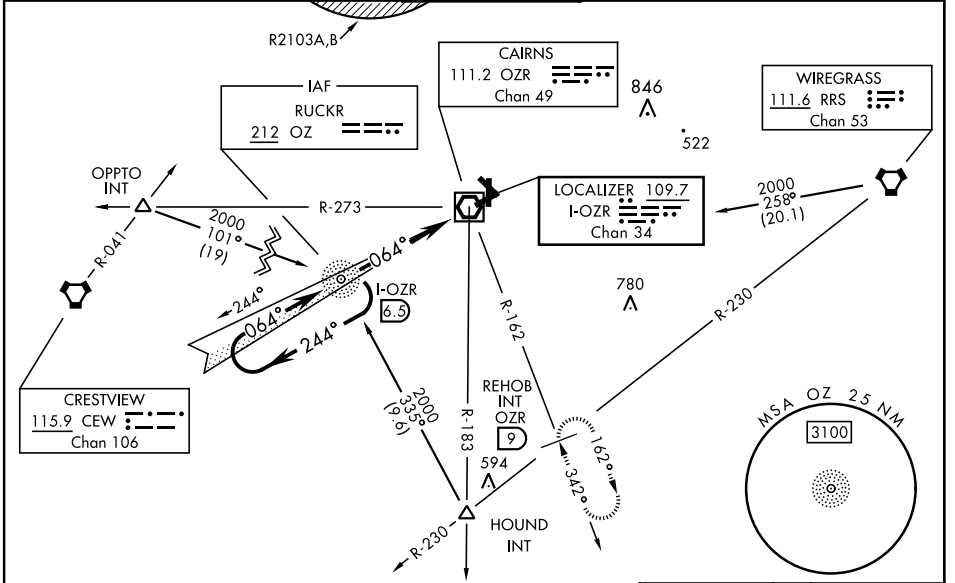 R2103A,B
CAIRNS
111.2 OZR
Chan 49
846
522
WIREGRASS
111.6 RRS
Chan 53
IAF
RUCKR
212 OZ
OPPTO
INT
R-273
LOCALIZER 109.7
I-OZR
Chan 34
2000
258°
(20.1)
2000
101°
(19)
R-041
064°
244°
064°
244°
I-OZR
6.5
780
R-162
R-230
CRESTVIEW
115.9 CEW
Chan 106
2000
335°
(9.6)
R-183
REHOB
INT
OZR
9
594
162°
342°
R-230
HOUND
INT
MSA OZ 25 NM
3100